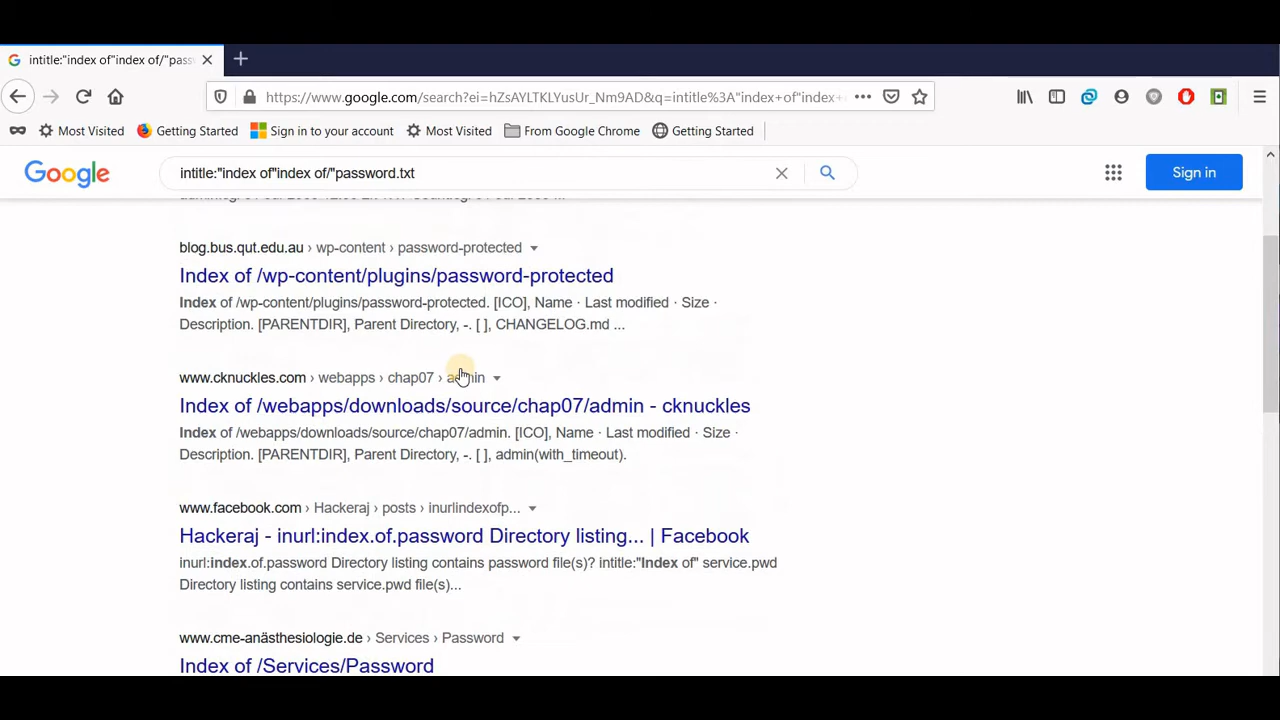 intitle:"index of"index of/"pass
https://www.google.com/search?ei=hZsAYLTKLYusUr_Nm9AD&q=intitle%3A"index+of"index+
Most Visited
Getting Started
Sign in to your account
Most Visited
From Google Chrome
Getting Started
Google
intitle:"index of"index of/"password.txt
Sign in
blog.bus.qut.edu.au › wp-content › password-protected
Index of /wp-content/plugins/password-protected
Index of /wp-content/plugins/password-protected. [ICO], Name · Last modified · Size ·
Description. [PARENTDIR], Parent Directory, -. [ ], CHANGELOG.md ...
www.cknuckles.com › webapps › chap07 › admin
Index of /webapps/downloads/source/chap07/admin - cknuckles
Index of /webapps/downloads/source/chap07/admin. [ICO], Name · Last modified · Size ·
Description. [PARENTDIR], Parent Directory, -. [ ], admin(with_timeout).
www.facebook.com › Hackeraj › posts › inurlindexofp...
Hackeraj - inurl:index.of.password Directory listing... | Facebook
inurl:index.of.password Directory listing contains password file(s)? intitle:"Index of" service.pwd
Directory listing contains service.pwd file(s)...
www.cme-anästhesiologie.de › Services › Password
Index of /Services/Password